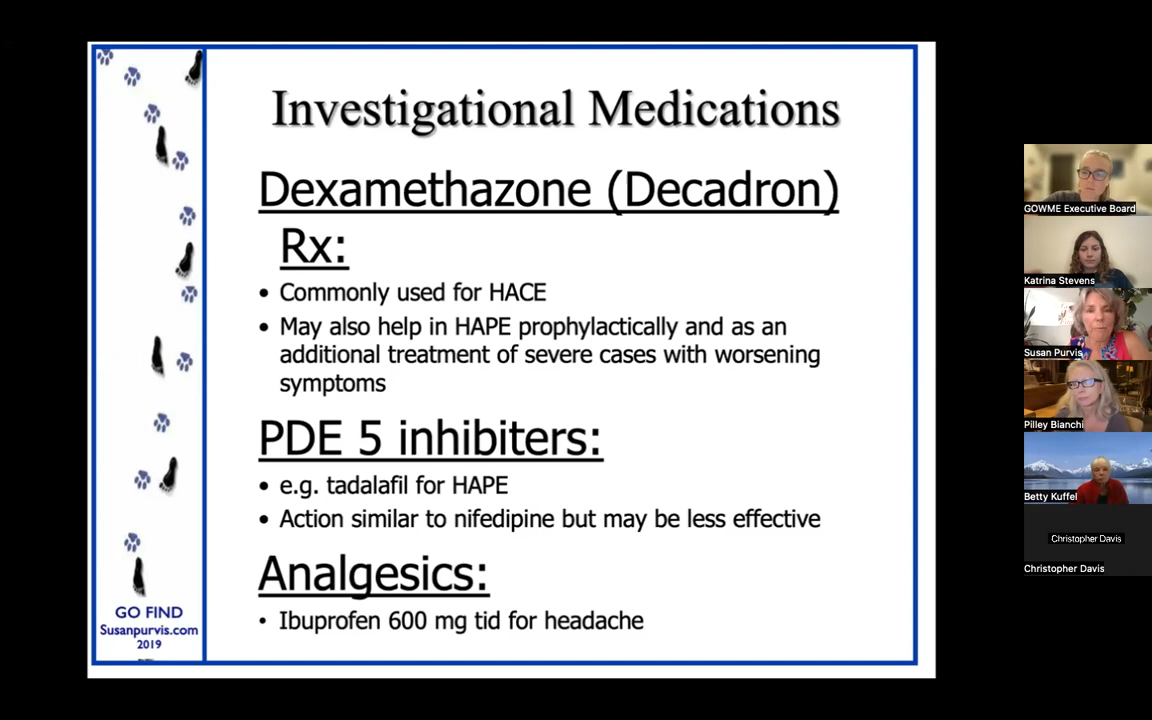 Investigational Medications
Dexamethazone (Decadron)
Rx:
• Commonly used for HACE
• May also help in HAPE prophylactically and as an
additional treatment of severe cases with worsening
symptoms
PDE 5 inhibiters:
• e.g. tadalafil for HAPE
• Action similar to nifedipine but may be less effective
Analgesics:
• Ibuprofen 600 mg tid for headache
GO FIND
Susanpurvis.com
2019
GOWME Executive Board
Katrina Stevens
Susan Purvis
Pilley Bianchi
Betty Kuffel
Christopher Davis
Christopher Davis